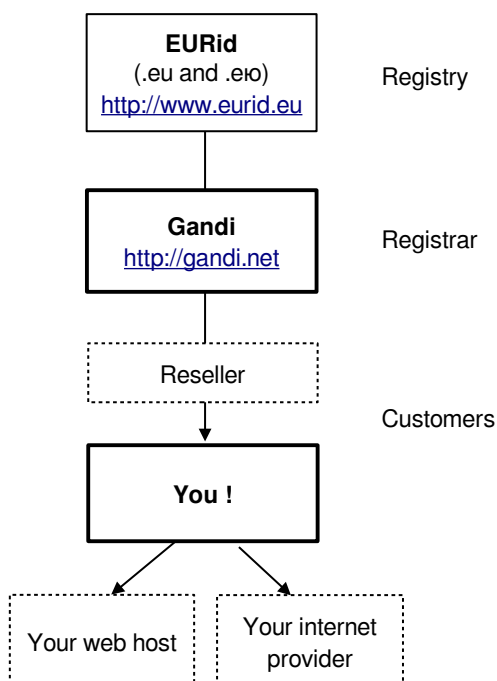 EURid
(.eu and .ею)
http://www.eurid.eu
Registry
Gandi
http://gandi.net
Registrar
Reseller
Customers
You !
Your web host
Your internet
provider